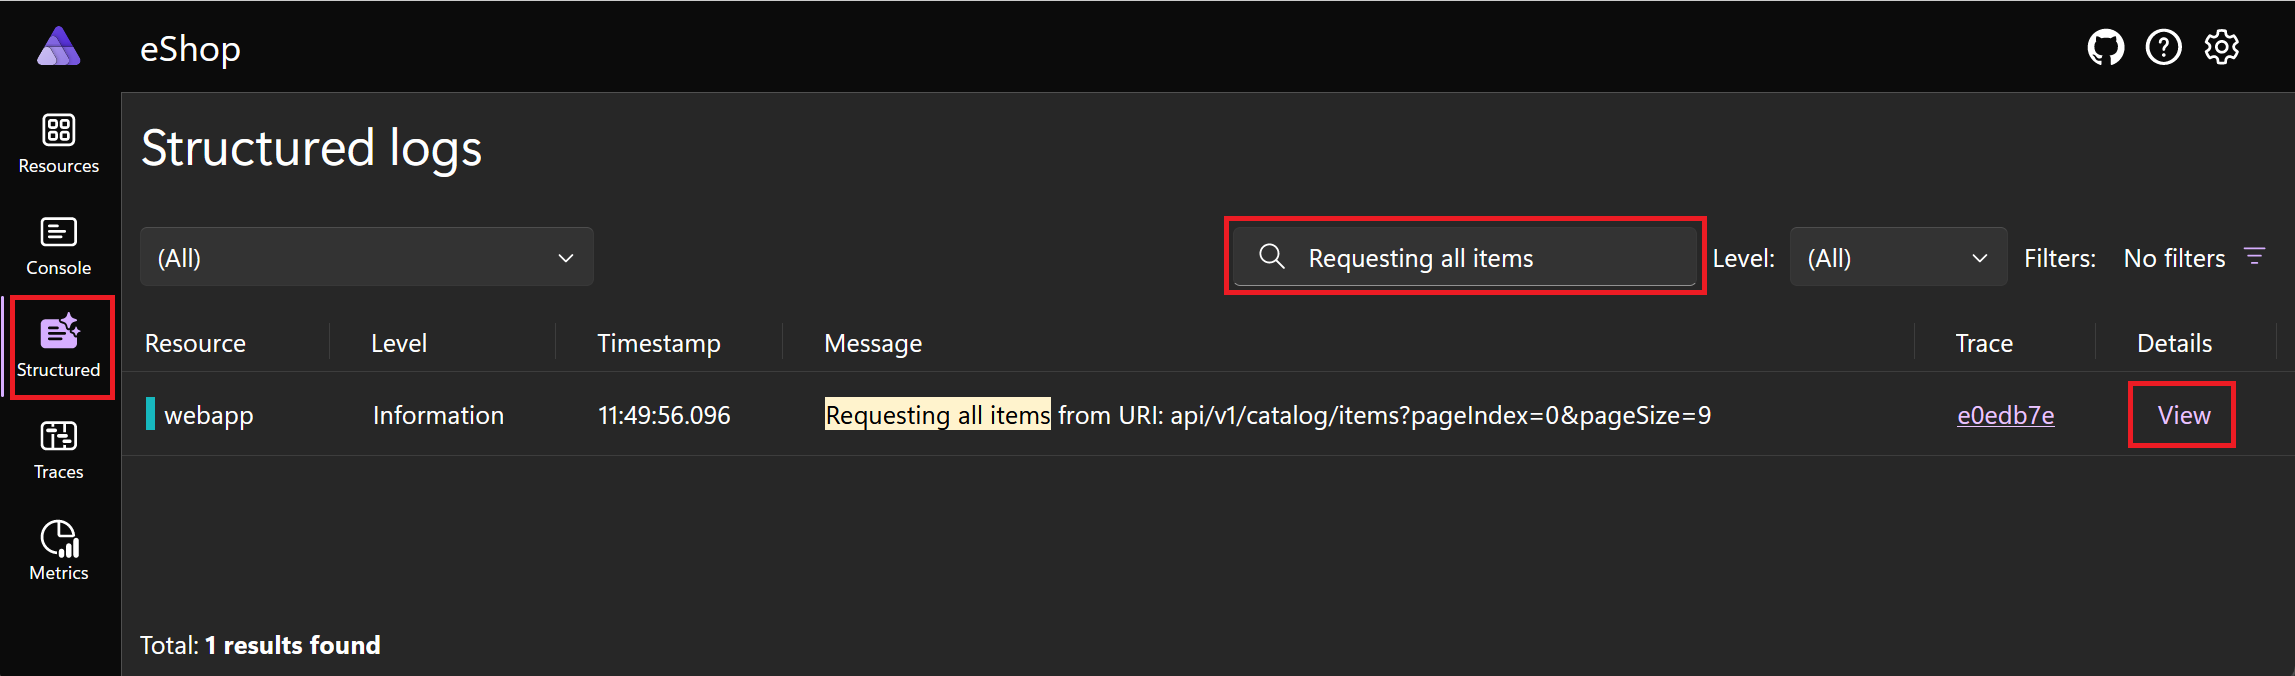 eShop
Resources
Console
Structured
Traces
Metrics
Structured logs
(All)
Requesting all items
Level:
(All)
Filters:
No filters
Resource Level Timestamp Message Trace Details
webapp Information 11:49:56.096 Requesting all items from URI: api/v1/catalog/items?pageIndex=0&pageSize=9 e0edb7e View
Total: 1 results found